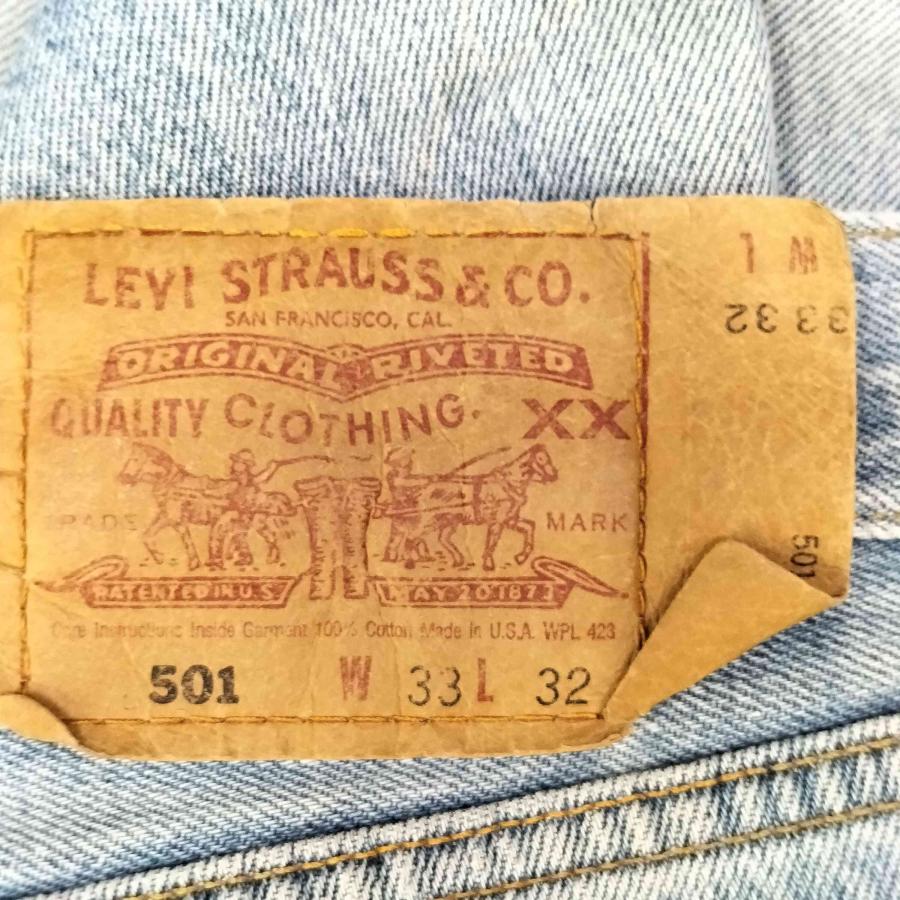 LEVI STRAUSS & CO.
SAN FRANCISCO, CAL.
ORIGINAL RIVETED
QUALITY CLOTHING. XX
TRADE MARK
PATENTED IN U.S. MAY 20 1873
Care Instructions Inside Garment 100% Cotton Made in U.S.A. WPL 423
501 W 33 L 32
33 32
501